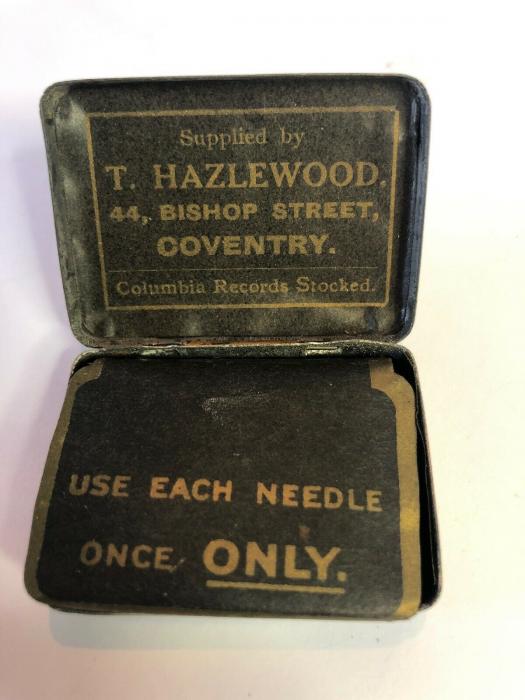 Supplied by
T. HAZLEWOOD.
44, BISHOP STREET,
COVENTRY.
Columbia Records Stocked.
USE EACH NEEDLE
ONCE ONLY.